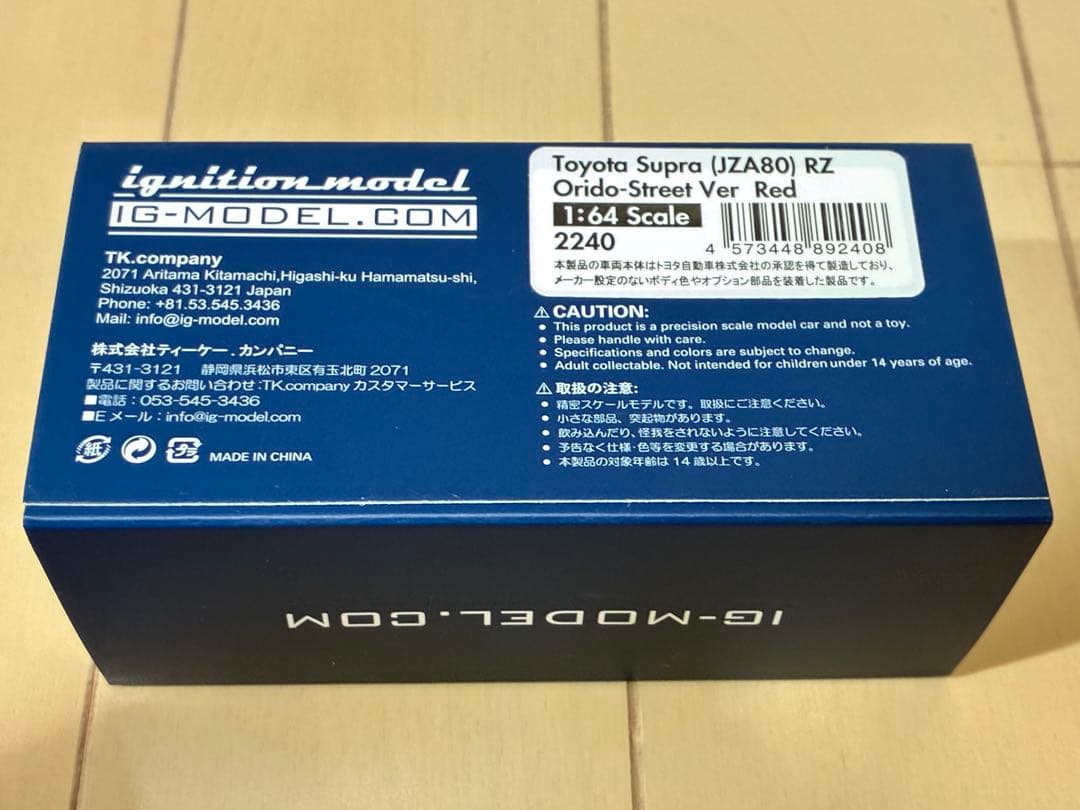 ignition model
IG-MODEL.COM
TK.company
2071 Aritama Kitamachi,Higashi-ku Hamamatsu-shi,
Shizuoka 431-3121 Japan
Phone: +81.53.545.3436
Mail: info@ig-model.com
株式会社ティーケー.カンパニー
〒431-3121 静岡県浜松市東区有玉北町 2071
製品に関するお問い合わせ:TK.company カスタマーサービス
■電話：053-545-3436
■Eメール：info@ig-model.com
紙
プラ
MADE IN CHINA
Toyota Supra (JZA80) RZ
Orido-Street Ver Red
1:64 Scale
2240
4 573448 892408
本製品の車両本体はトヨタ自動車株式会社の承認を得て製造しており、
メーカー設定のないボディ色やオプション部品を装着した製品です。
⚠CAUTION:
● This product is a precision scale model car and not a toy.
● Please handle with care.
● Specifications and colors are subject to change.
● Adult collectable. Not intended for children under 14 years of age.
⚠取扱の注意:
● 精密スケールモデルです。取扱にご注意ください。
● 小さな部品、突起物があります。
● 飲み込んだり、怪我をされないように注意してください。
● 予告なく仕様・色等を変更する場合があります。
● 本製品の対象年齢は 14 歳以上です。
IG-MODEL.COM